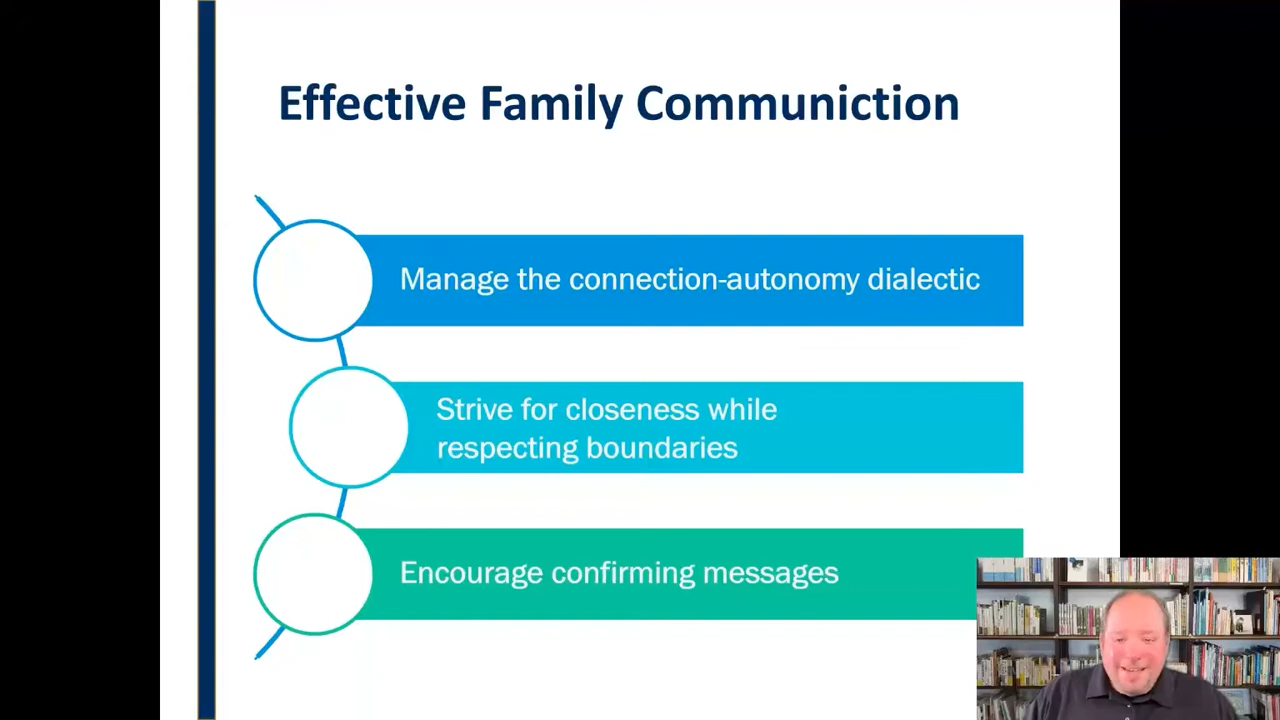 Effective Family Communiction
Manage the connection-autonomy dialectic
Strive for closeness while
respecting boundaries
Encourage confirming messages